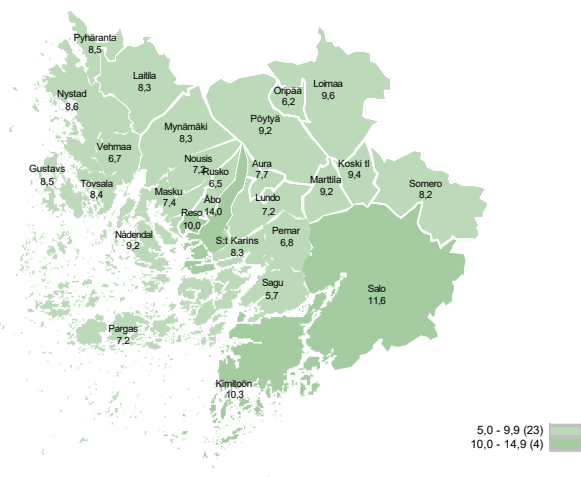 Pyhäranta
8,5
Laitila
8,3
Loimaa
9,6
Oripää
6,2
Nystad
8,6
Pöytyä
9,2
Mynämäki
8,3
Vehmaa
6,7
Nousis
7,2
Aura
7,7
Koski tl
9,4
Gustavs
8,5
Rusko
6,5
Marttila
9,2
Tövsala
8,4
Somero
8,2
Masku
7,4
Åbo
14,0
Lundo
7,2
Reso
10,0
Pemar
6,8
Nådendal
9,2
S:t Karins
8,3
Sagu
5,7
Salo
11,6
Pargas
7,2
Kimitoön
10,3
5,0 - 9,9 (23)
10,0 - 14,9 (4)